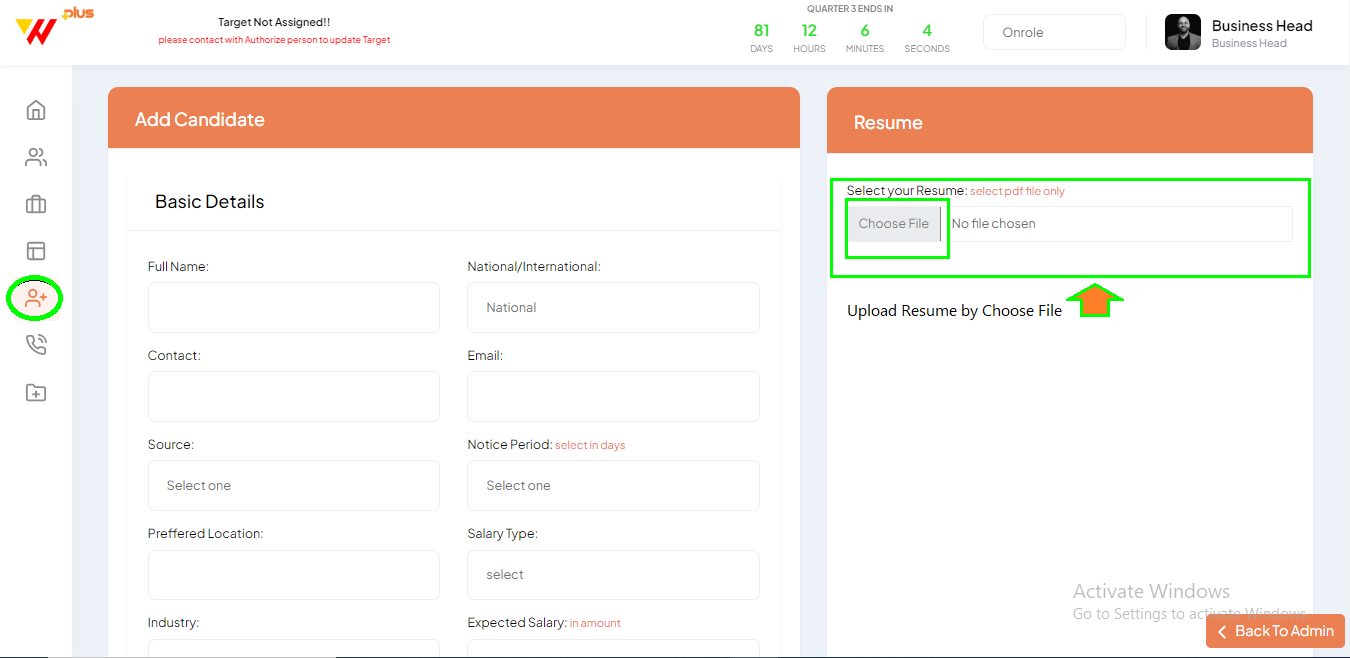 plus
Target Not Assigned!!
please contact with Authorize person to update Target
QUARTER 3 ENDS IN
81 12 6 4
DAYS HOURS MINUTES SECONDS
Onrole
Business Head
Business Head
Add Candidate
Basic Details
Full Name: National/International:
National
Contact: Email:
Source: Notice Period: select in days
Select one Select one
Preffered Location: Salary Type:
select
Industry: Expected Salary: in amount
Resume
Select your Resume: select pdf file only
Choose File No file chosen
Upload Resume by Choose File
Activate Windows
Go to Settings to activate Windows.
Back To Admin